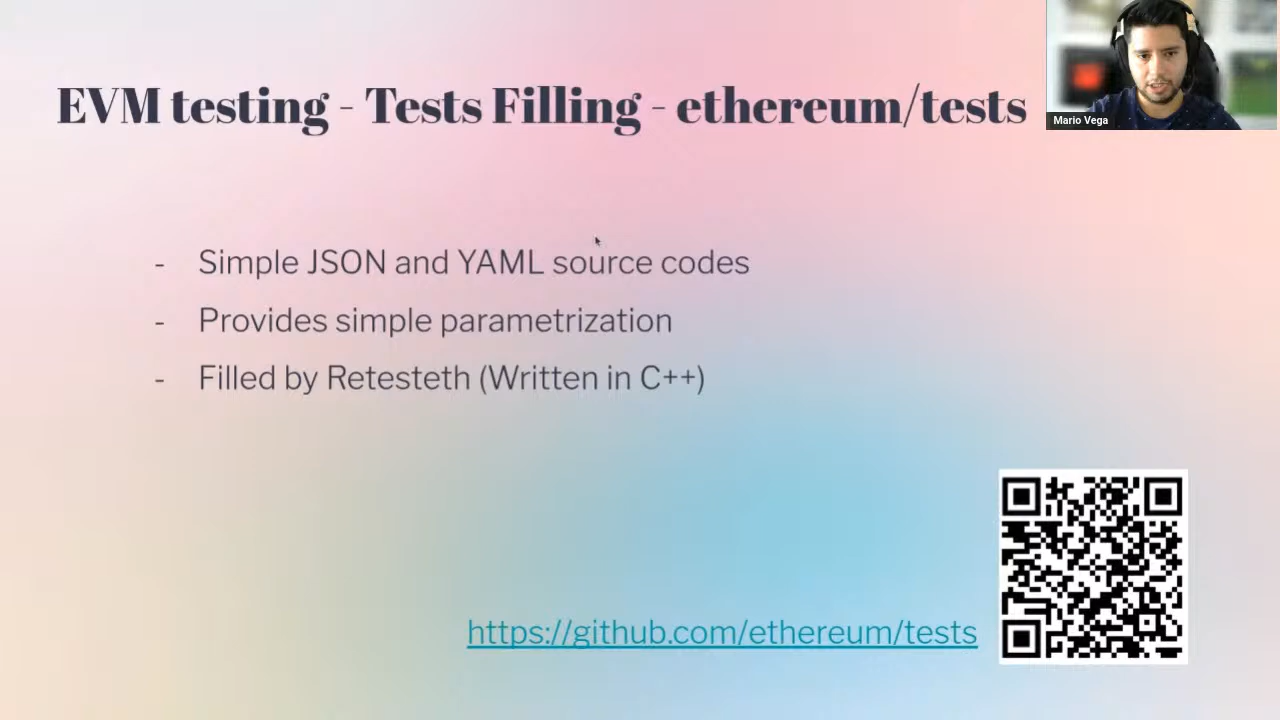 EVM testing - Tests Filling - ethereum/tests
Mario Vega
- Simple JSON and YAML source codes
- Provides simple parametrization
- Filled by Retesteth (Written in C++)
https://github.com/ethereum/tests